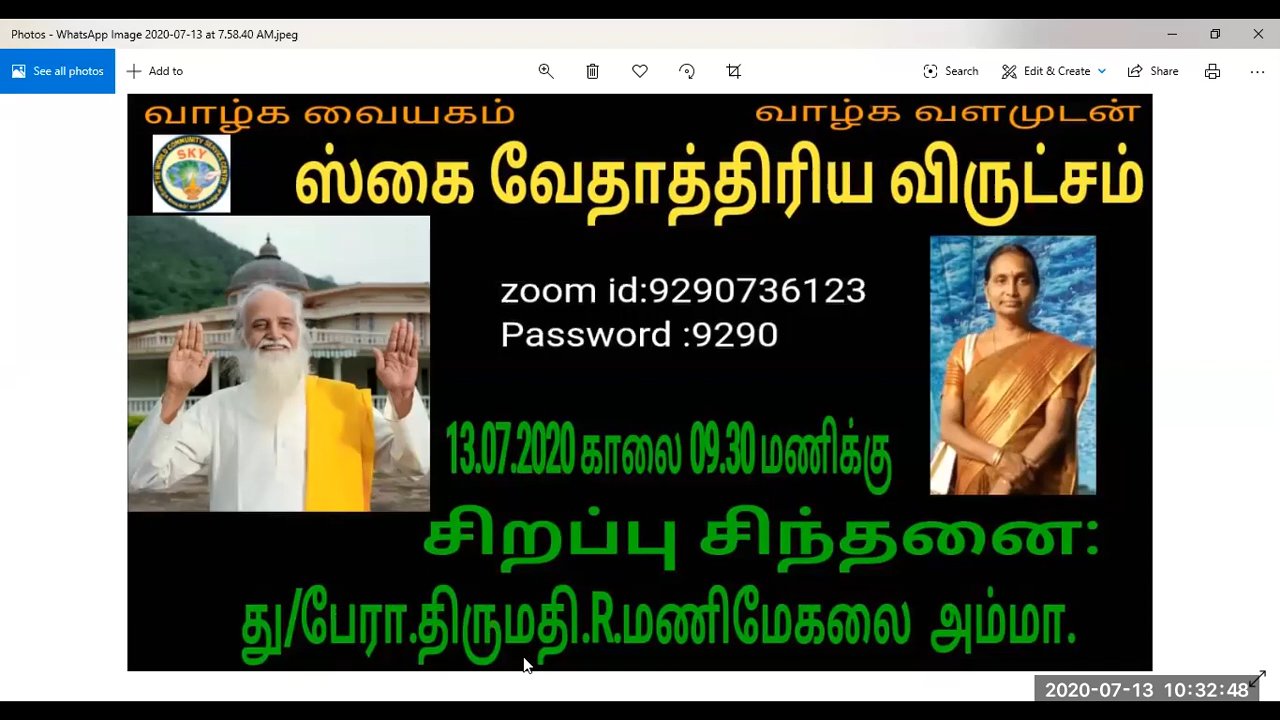 Photos - WhatsApp Image 2020-07-13 at 7.58.40 AM.jpeg
See all photos
Add to
Search
Edit & Create
Share
வாழ்க வையகம்
வாழ்க வளமுடன்
SKY
ஸ்கை வேதாத்திரிய விருட்சம்
zoom id:9290736123
Password :9290
13.07.2020 காலை 09.30 மணிக்கு
சிறப்பு சிந்தனை:
து/பேரா.திருமதி.R.மணிமேகலை அம்மா.
2020-07-13 10:32:48